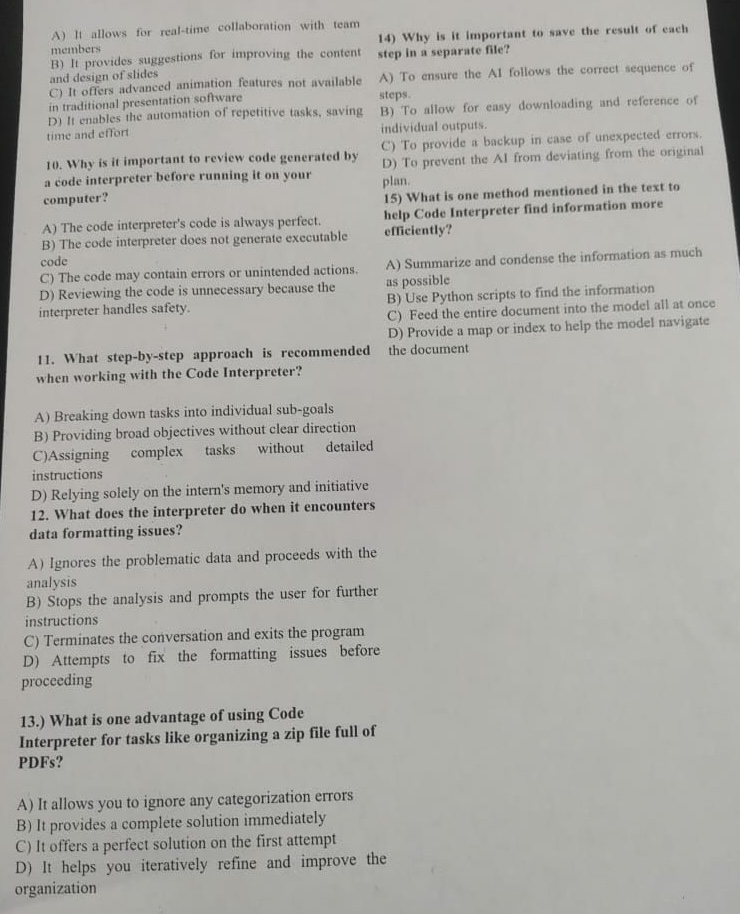 A) It allows for real-time collaboration with team
members
B) It provides suggestions for improving the content
and design of slides
C) It offers advanced animation features not available
in traditional presentation software
D) It enables the automation of repetitive tasks, saving
time and effort
10. Why is it important to review code generated by
a code interpreter before running it on your
computer?
A) The code interpreter's code is always perfect.
B) The code interpreter does not generate executable
code
C) The code may contain errors or unintended actions.
D) Reviewing the code is unnecessary because the
interpreter handles safety.
11. What step-by-step approach is recommended
when working with the Code Interpreter?
A) Breaking down tasks into individual sub-goals
B) Providing broad objectives without clear direction
C)Assigning complex tasks without detailed
instructions
D) Relying solely on the intern's memory and initiative
12. What does the interpreter do when it encounters
data formatting issues?
A) Ignores the problematic data and proceeds with the
analysis
B) Stops the analysis and prompts the user for further
instructions
C) Terminates the conversation and exits the program
D) Attempts to fix the formatting issues before
proceeding
13.) What is one advantage of using Code
Interpreter for tasks like organizing a zip file full of
PDFs?
A) It allows you to ignore any categorization errors
B) It provides a complete solution immediately
C) It offers a perfect solution on the first attempt
D) It helps you iteratively refine and improve the
organization
14) Why is it important to save the result of each
step in a separate file?
A) To ensure the AI follows the correct sequence of
steps.
B) To allow for easy downloading and reference of
individual outputs.
C) To provide a backup in case of unexpected errors.
D) To prevent the AI from deviating from the original
plan.
15) What is one method mentioned in the text to
help Code Interpreter find information more
efficiently?
A) Summarize and condense the information as much
as possible
B) Use Python scripts to find the information
C) Feed the entire document into the model all at once
D) Provide a map or index to help the model navigate
the document